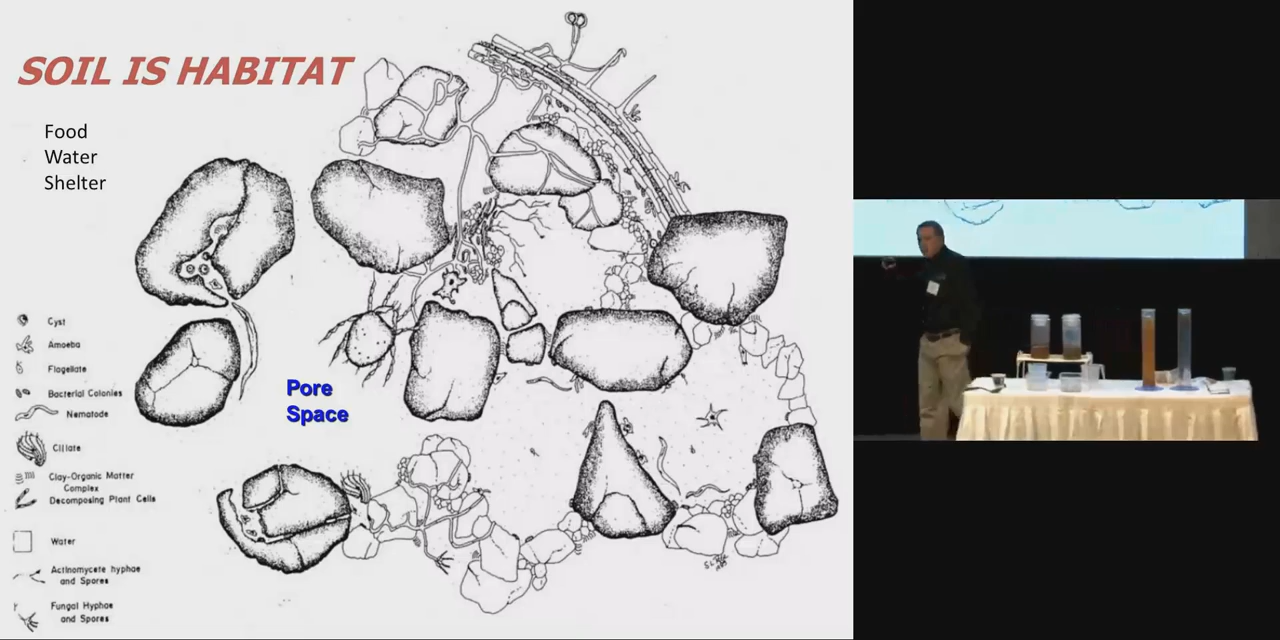 SOIL IS HABITAT
Food
Water
Shelter
Pore
Space
Cyst
Amoeba
Flagellate
Bacterial Colonies
Nematode
Ciliate
Clay-Organic Matter
Complex
Decomposing Plant Cells
Water
Actinomycete hyphae
and Spores
Fungal Hyphae
and Spores